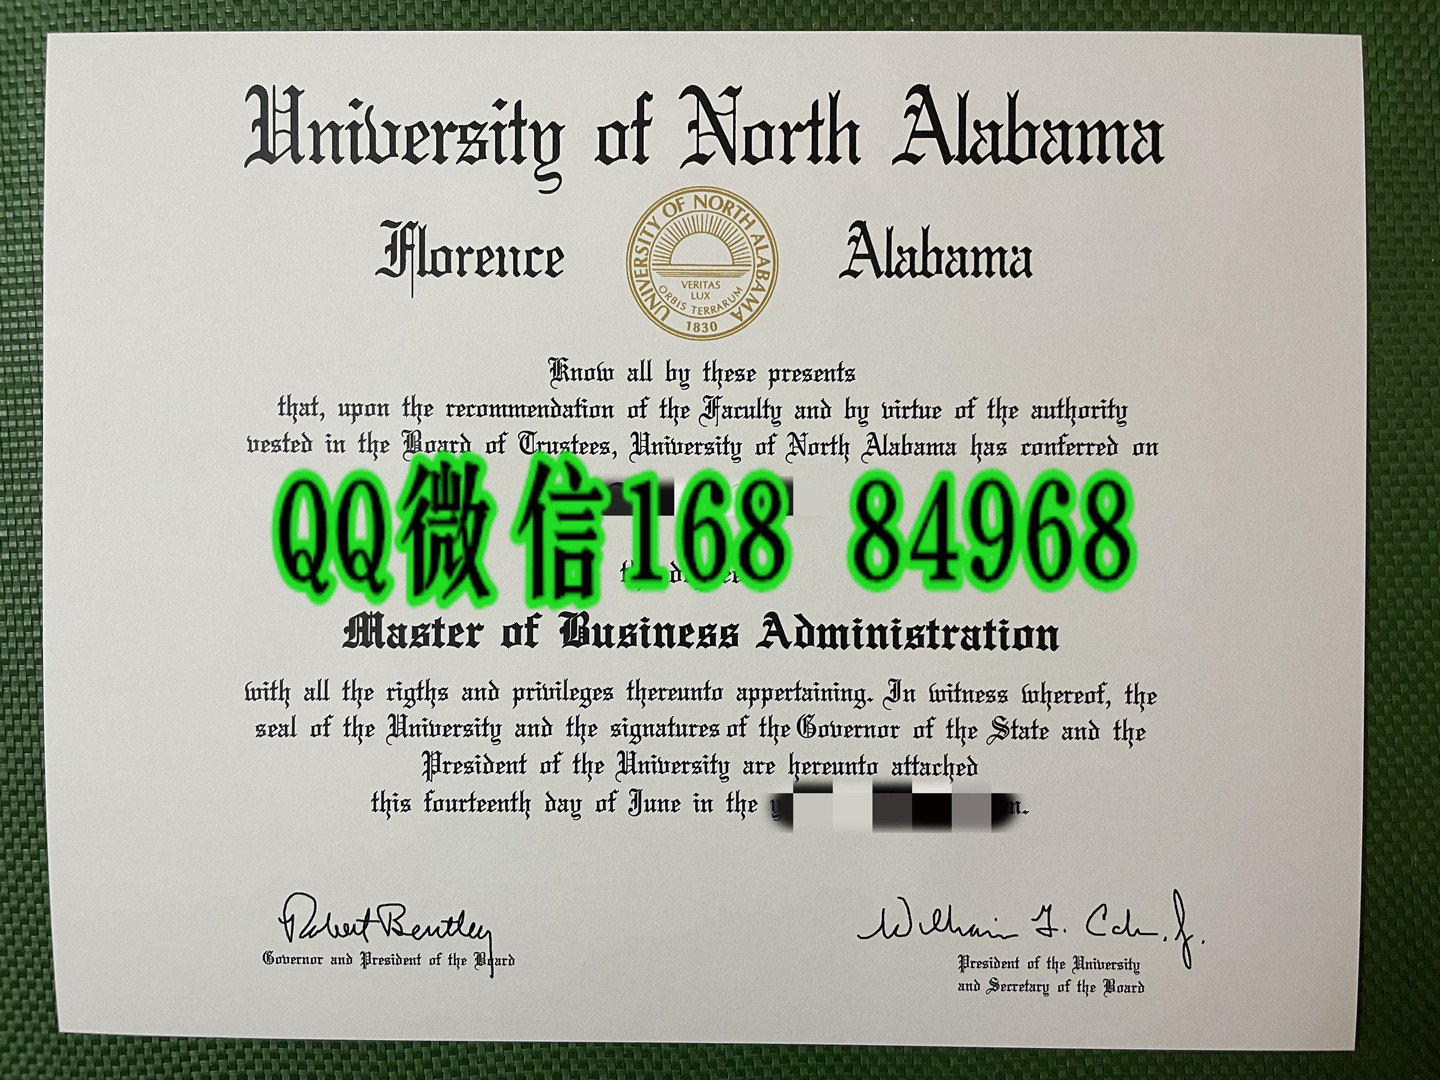 University of North Alabama
Florence
Alabama
UNIVERSITY OF NORTH ALABAMA
VERITAS
LUX
ORBIS TERRARUM
1830
Know all by these presents
that, upon the recommendation of the Faculty and by virtue of the authority
vested in the Board of Trustees, University of North Alabama has conferred on
QQ微信168 84968
Master of Business Administration
with all the rigths and privileges thereunto appertaining. In witness whereof, the
seal of the University and the signatures of the Governor of the State and the
President of the University are hereunto attached
this fourteenth day of June in the
Robert Bentley
Governor and President of the Board
President of the University
and Secretary of the Board